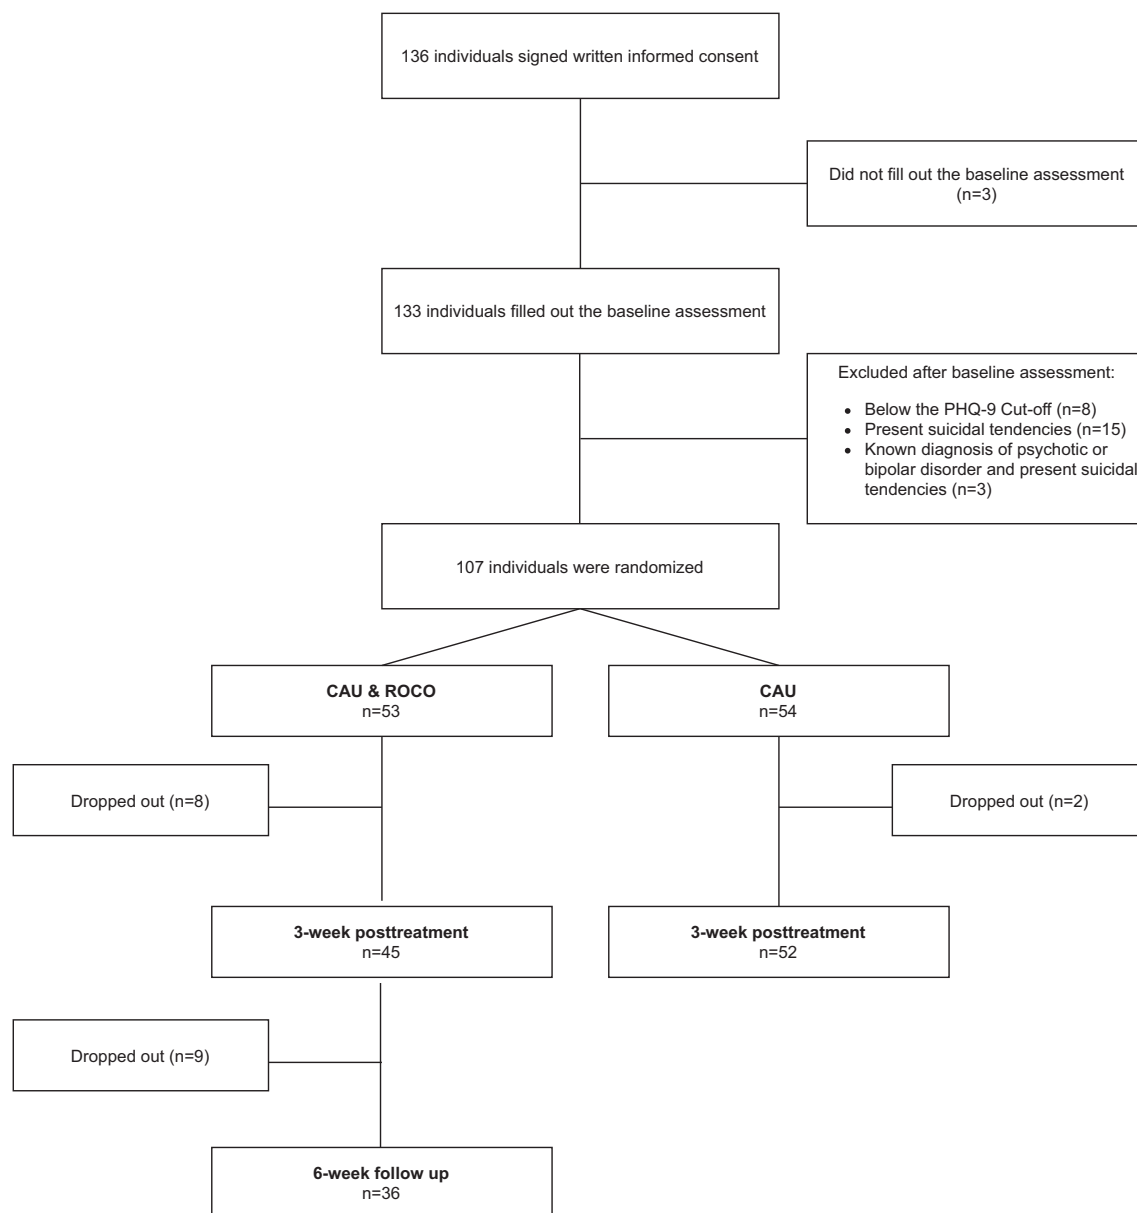 136 individuals signed written informed consent
Did not fill out the baseline assessment
(n=3)
133 individuals filled out the baseline assessment
Excluded after baseline assessment:
• Below the PHQ-9 Cut-off (n=8)
• Present suicidal tendencies (n=15)
• Known diagnosis of psychotic or
bipolar disorder and present suicidal
tendencies (n=3)
107 individuals were randomized
CAU & ROCO
n=53
CAU
n=54
Dropped out (n=8)
Dropped out (n=2)
3-week posttreatment
n=45
3-week posttreatment
n=52
Dropped out (n=9)
6-week follow up
n=36